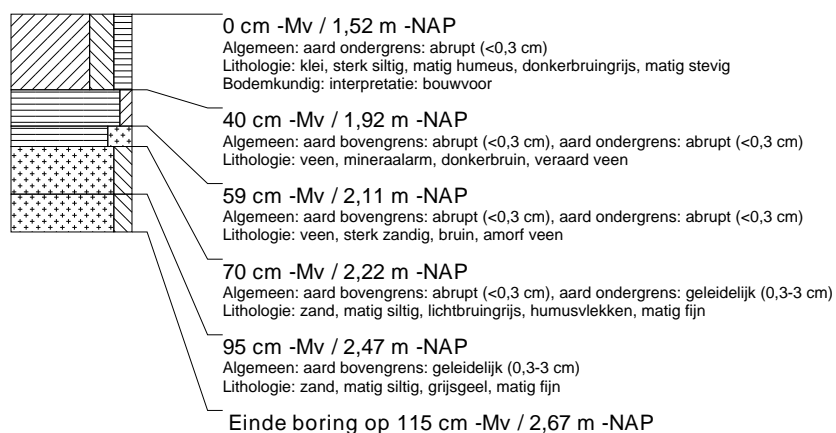 0 cm -Mv / 1,52 m -NAP
Algemeen: aard ondergrens: abrupt (<0,3 cm)
Lithologie: klei, sterk siltig, matig humeus, donkerbruingrijs, matig stevig
Bodemkundig: interpretatie: bouwvoor
40 cm -Mv / 1,92 m -NAP
Algemeen: aard bovengrens: abrupt (<0,3 cm), aard ondergrens: abrupt (<0,3 cm)
Lithologie: veen, mineraalarm, donkerbruin, veraard veen
59 cm -Mv / 2,11 m -NAP
Algemeen: aard bovengrens: abrupt (<0,3 cm), aard ondergrens: abrupt (<0,3 cm)
Lithologie: veen, sterk zandig, bruin, amorf veen
70 cm -Mv / 2,22 m -NAP
Algemeen: aard bovengrens: abrupt (<0,3 cm), aard ondergrens: geleidelijk (0,3-3 cm)
Lithologie: zand, matig siltig, lichtbruingrijs, humusvlekken, matig fijn
95 cm -Mv / 2,47 m -NAP
Algemeen: aard bovengrens: geleidelijk (0,3-3 cm)
Lithologie: zand, matig siltig, grijsgeel, matig fijn
Einde boring op 115 cm -Mv / 2,67 m -NAP